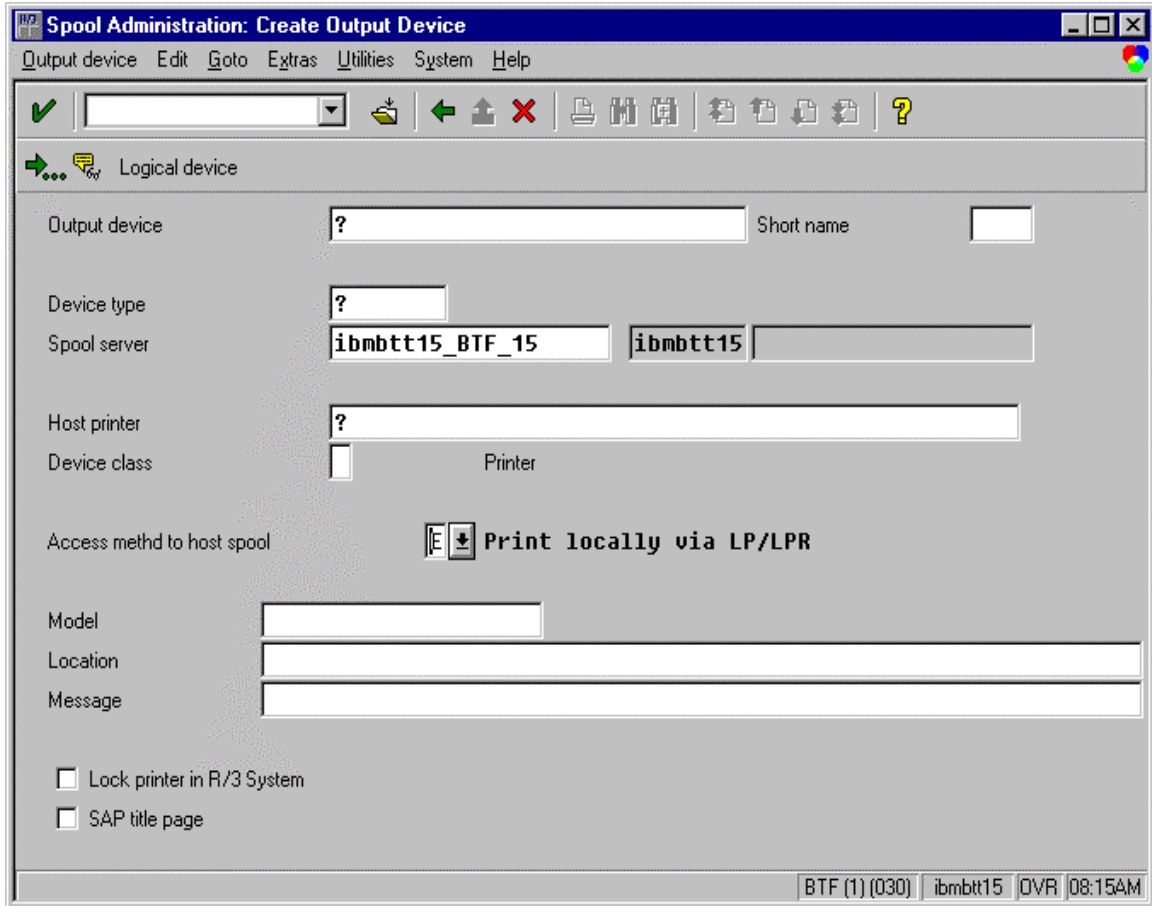 Spool Administration: Create Output Device
Output device Edit Goto Extras Utilities System Help
Logical device
Output device ? Short name
Device type ?
Spool server ibmbtt15_BTF_15 ibmbtt15
Host printer ?
Device class Printer
Access methd to host spool E Print locally via LP/LPR
Model
Location
Message
Lock printer in R/3 System
SAP title page
BTF (1) (030) ibmbtt15 OVR 08:15AM